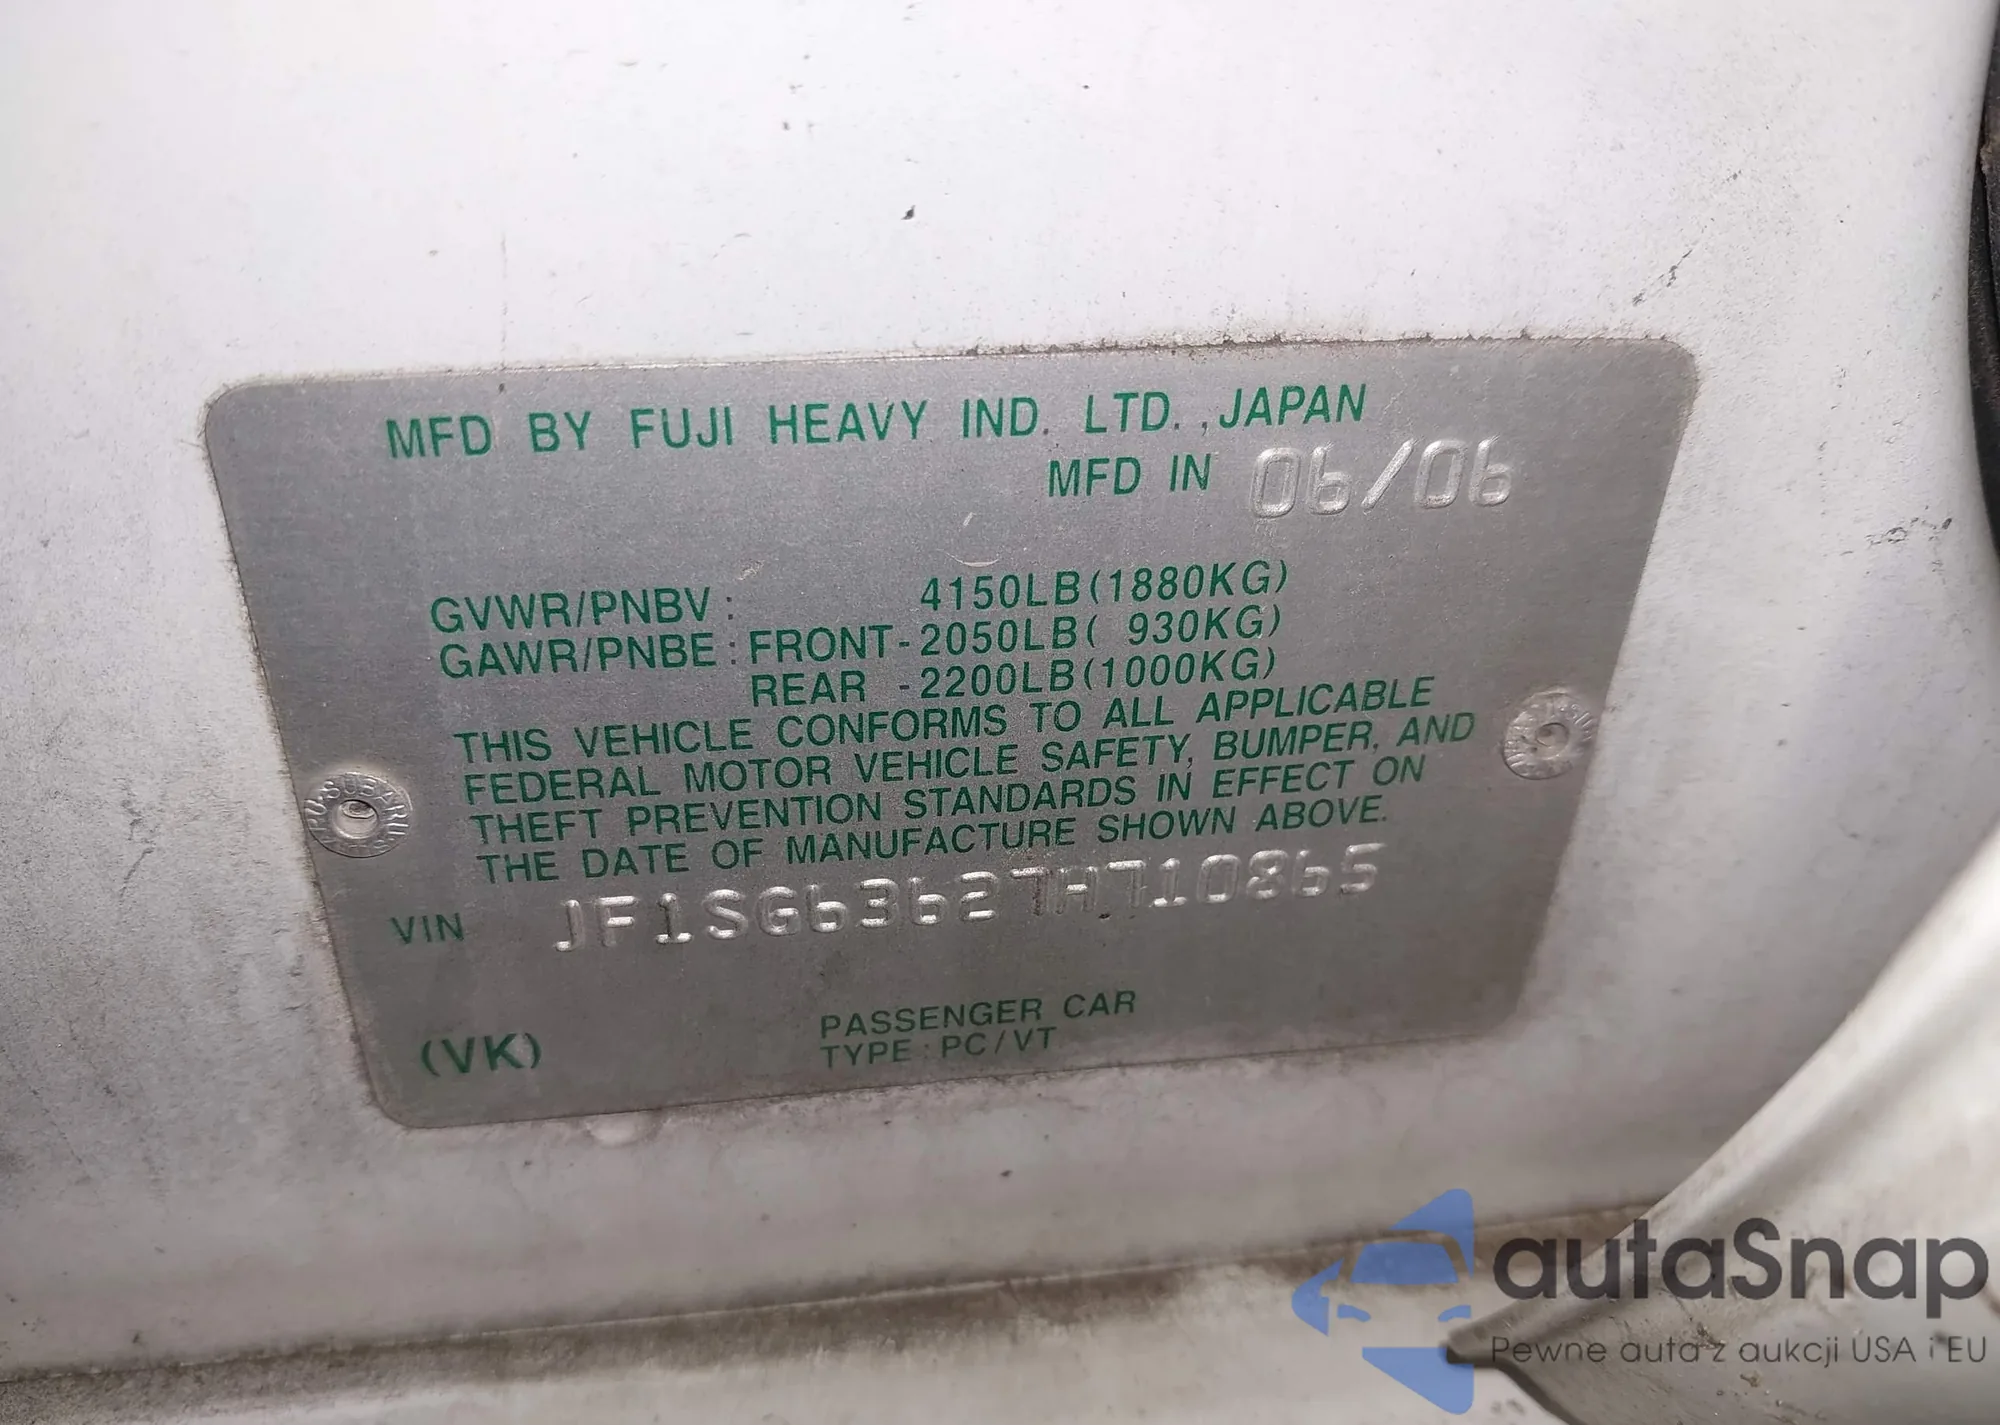 MFD BY FUJI HEAVY IND. LTD.,JAPAN
MFD IN 06/06
GVWR/PNBV: 4150LB(1880KG)
GAWR/PNBE:FRONT-2050LB( 930KG)
REAR -2200LB(1000KG)
THIS VEHICLE CONFORMS TO ALL APPLICABLE
FEDERAL MOTOR VEHICLE SAFETY, BUMPER, AND
THEFT PREVENTION STANDARDS IN EFFECT ON
THE DATE OF MANUFACTURE SHOWN ABOVE.
VIN JF1SG63627H710865
(VK) PASSENGER CAR
TYPE:PC/VT
autaSnap
Pewne auta z aukcji USA i EU